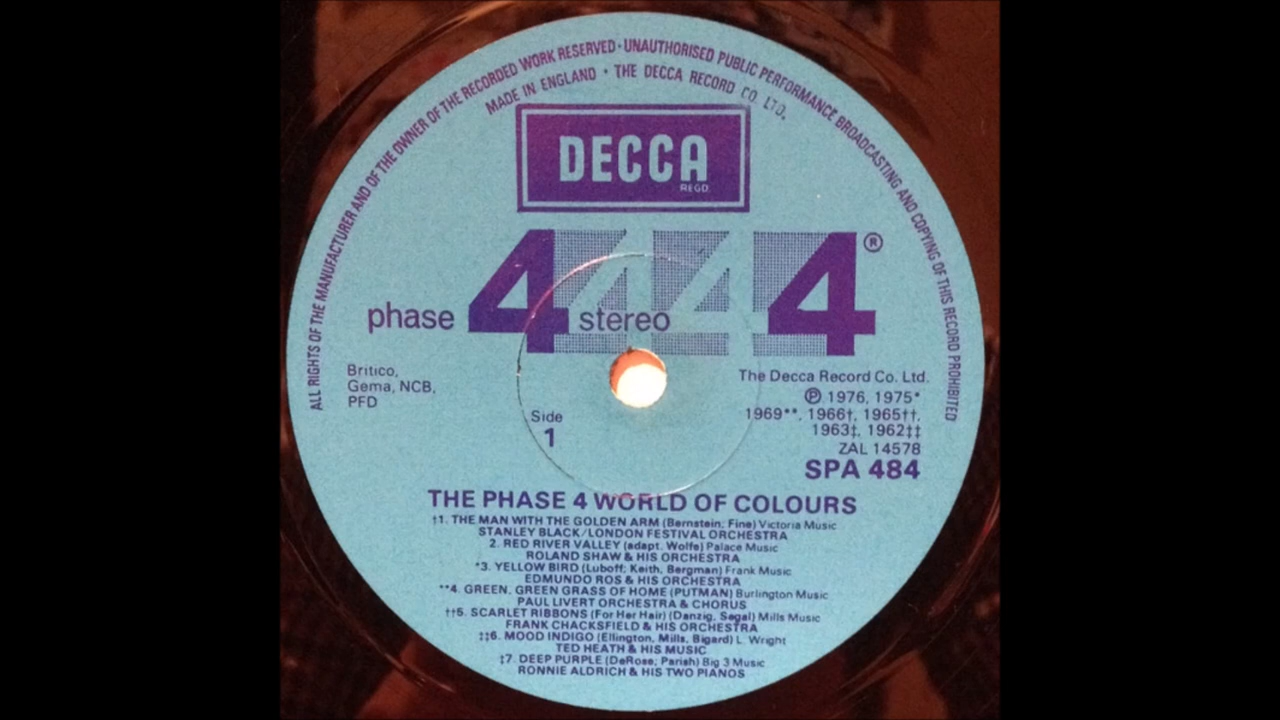 ALL RIGHTS OF THE MANUFACTURER AND OF THE OWNER OF THE RECORDED WORK RESERVED · UNAUTHORISED PUBLIC PERFORMANCE BROADCASTING AND COPYING OF THIS RECORD PROHIBITED
MADE IN ENGLAND · THE DECCA RECORD CO. LTD.
DECCA
REGD.
4 4 4 4 ®
phase stereo
Britico,
Gema, NCB,
PFD
The Decca Record Co. Ltd.
℗ 1976, 1975*
1969**, 1966†, 1965††,
1963‡, 1962‡‡
ZAL 14578
SPA 484
Side
1
THE PHASE 4 WORLD OF COLOURS
†1. THE MAN WITH THE GOLDEN ARM (Bernstein; Fine) Victoria Music
STANLEY BLACK/LONDON FESTIVAL ORCHESTRA
2. RED RIVER VALLEY (adapt. Wolfe) Palace Music
ROLAND SHAW & HIS ORCHESTRA
*3. YELLOW BIRD (Luboff; Keith, Bergman) Frank Music
EDMUNDO ROS & HIS ORCHESTRA
**4. GREEN, GREEN GRASS OF HOME (PUTMAN) Burlington Music
PAUL LIVERT ORCHESTRA & CHORUS
††5. SCARLET RIBBONS (For Her Hair) (Danzig, Segal) Mills Music
FRANK CHACKSFIELD & HIS ORCHESTRA
‡‡6. MOOD INDIGO (Ellington, Mills, Bigard) L. Wright
TED HEATH & HIS MUSIC
‡7. DEEP PURPLE (DeRose; Parish) Big 3 Music
RONNIE ALDRICH & HIS TWO PIANOS